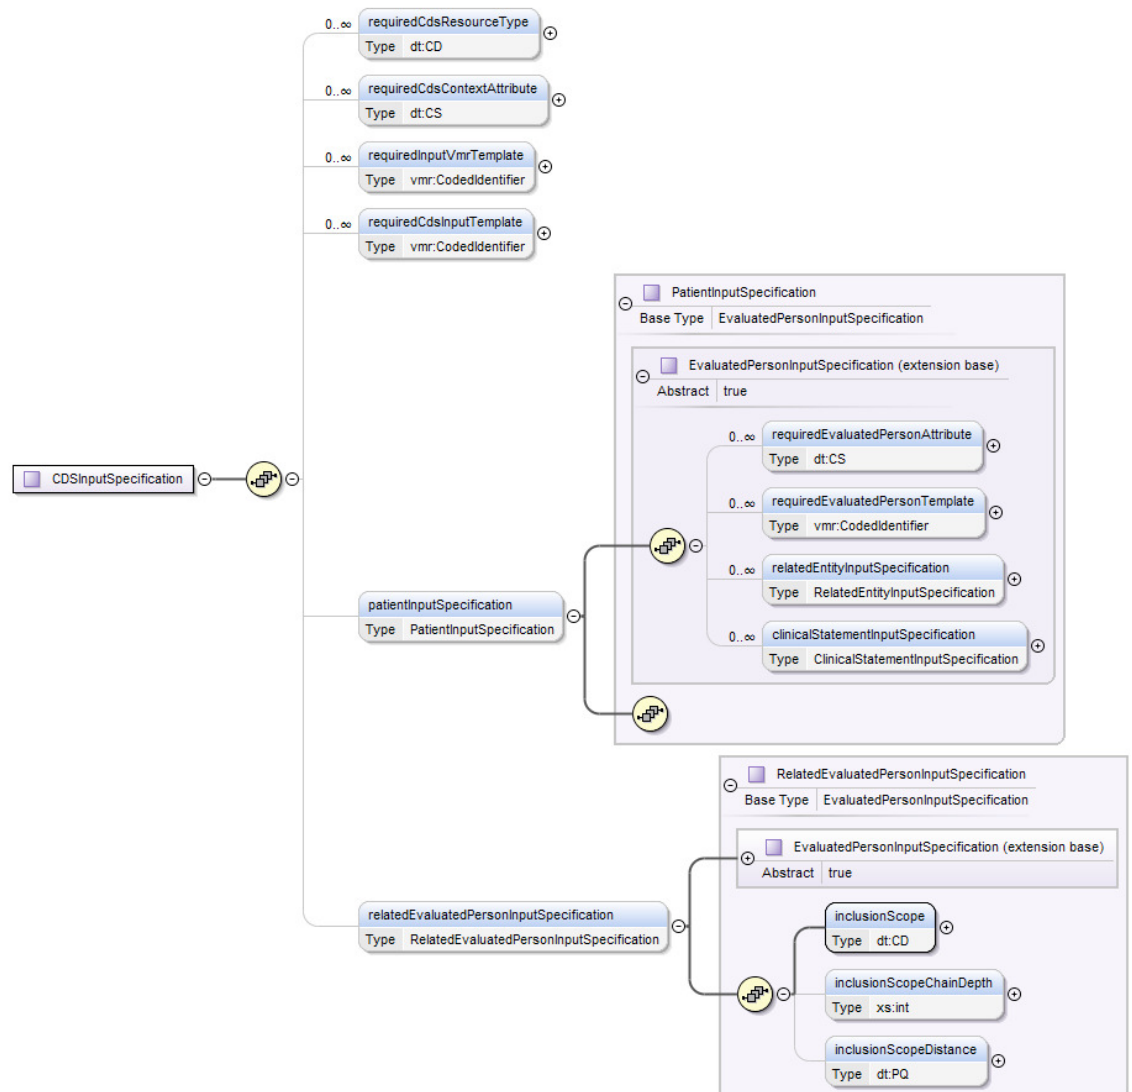 0..∞ requiredCdsResourceType
Type dt:CD
0..∞ requiredCdsContextAttribute
Type dt:CS
0..∞ requiredInputVmrTemplate
Type vmr:CodedIdentifier
0..∞ requiredCdsInputTemplate
Type vmr:CodedIdentifier
PatientInputSpecification
Base Type EvaluatedPersonInputSpecification
EvaluatedPersonInputSpecification (extension base)
Abstract true
0..∞ requiredEvaluatedPersonAttribute
Type dt:CS
CDSInputSpecification
0..∞ requiredEvaluatedPersonTemplate
Type vmr:CodedIdentifier
0..∞ relatedEntityInputSpecification
Type RelatedEntityInputSpecification
patientInputSpecification
Type PatientInputSpecification
0..∞ clinicalStatementInputSpecification
Type ClinicalStatementInputSpecification
RelatedEvaluatedPersonInputSpecification
Base Type EvaluatedPersonInputSpecification
EvaluatedPersonInputSpecification (extension base)
Abstract true
relatedEvaluatedPersonInputSpecification
Type RelatedEvaluatedPersonInputSpecification
inclusionScope
Type dt:CD
inclusionScopeChainDepth
Type xs:int
inclusionScopeDistance
Type dt:PQ